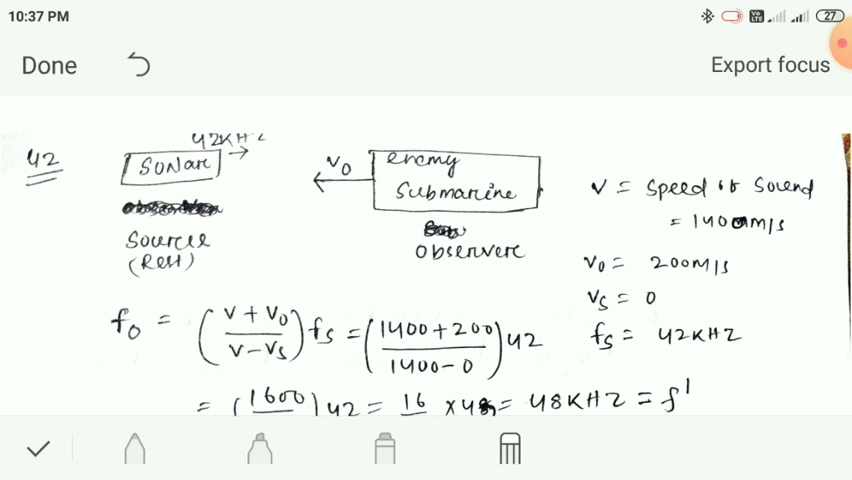 10:37 PM
Vo LTE
27
Done
Export focus
42
42KHZ
SONar
Source
(Rest)
v₀
enemy
submarine
observer
v = speed of sound
= 1400m/s
v₀ = 200m/s
vₛ = 0
fₛ = 42KHZ
f₀ = (v + v₀ / v - vₛ) fₛ = (1400+200 / 1400-0) 42
= (1600 ) 42 = 16 × = 48KHZ = f'